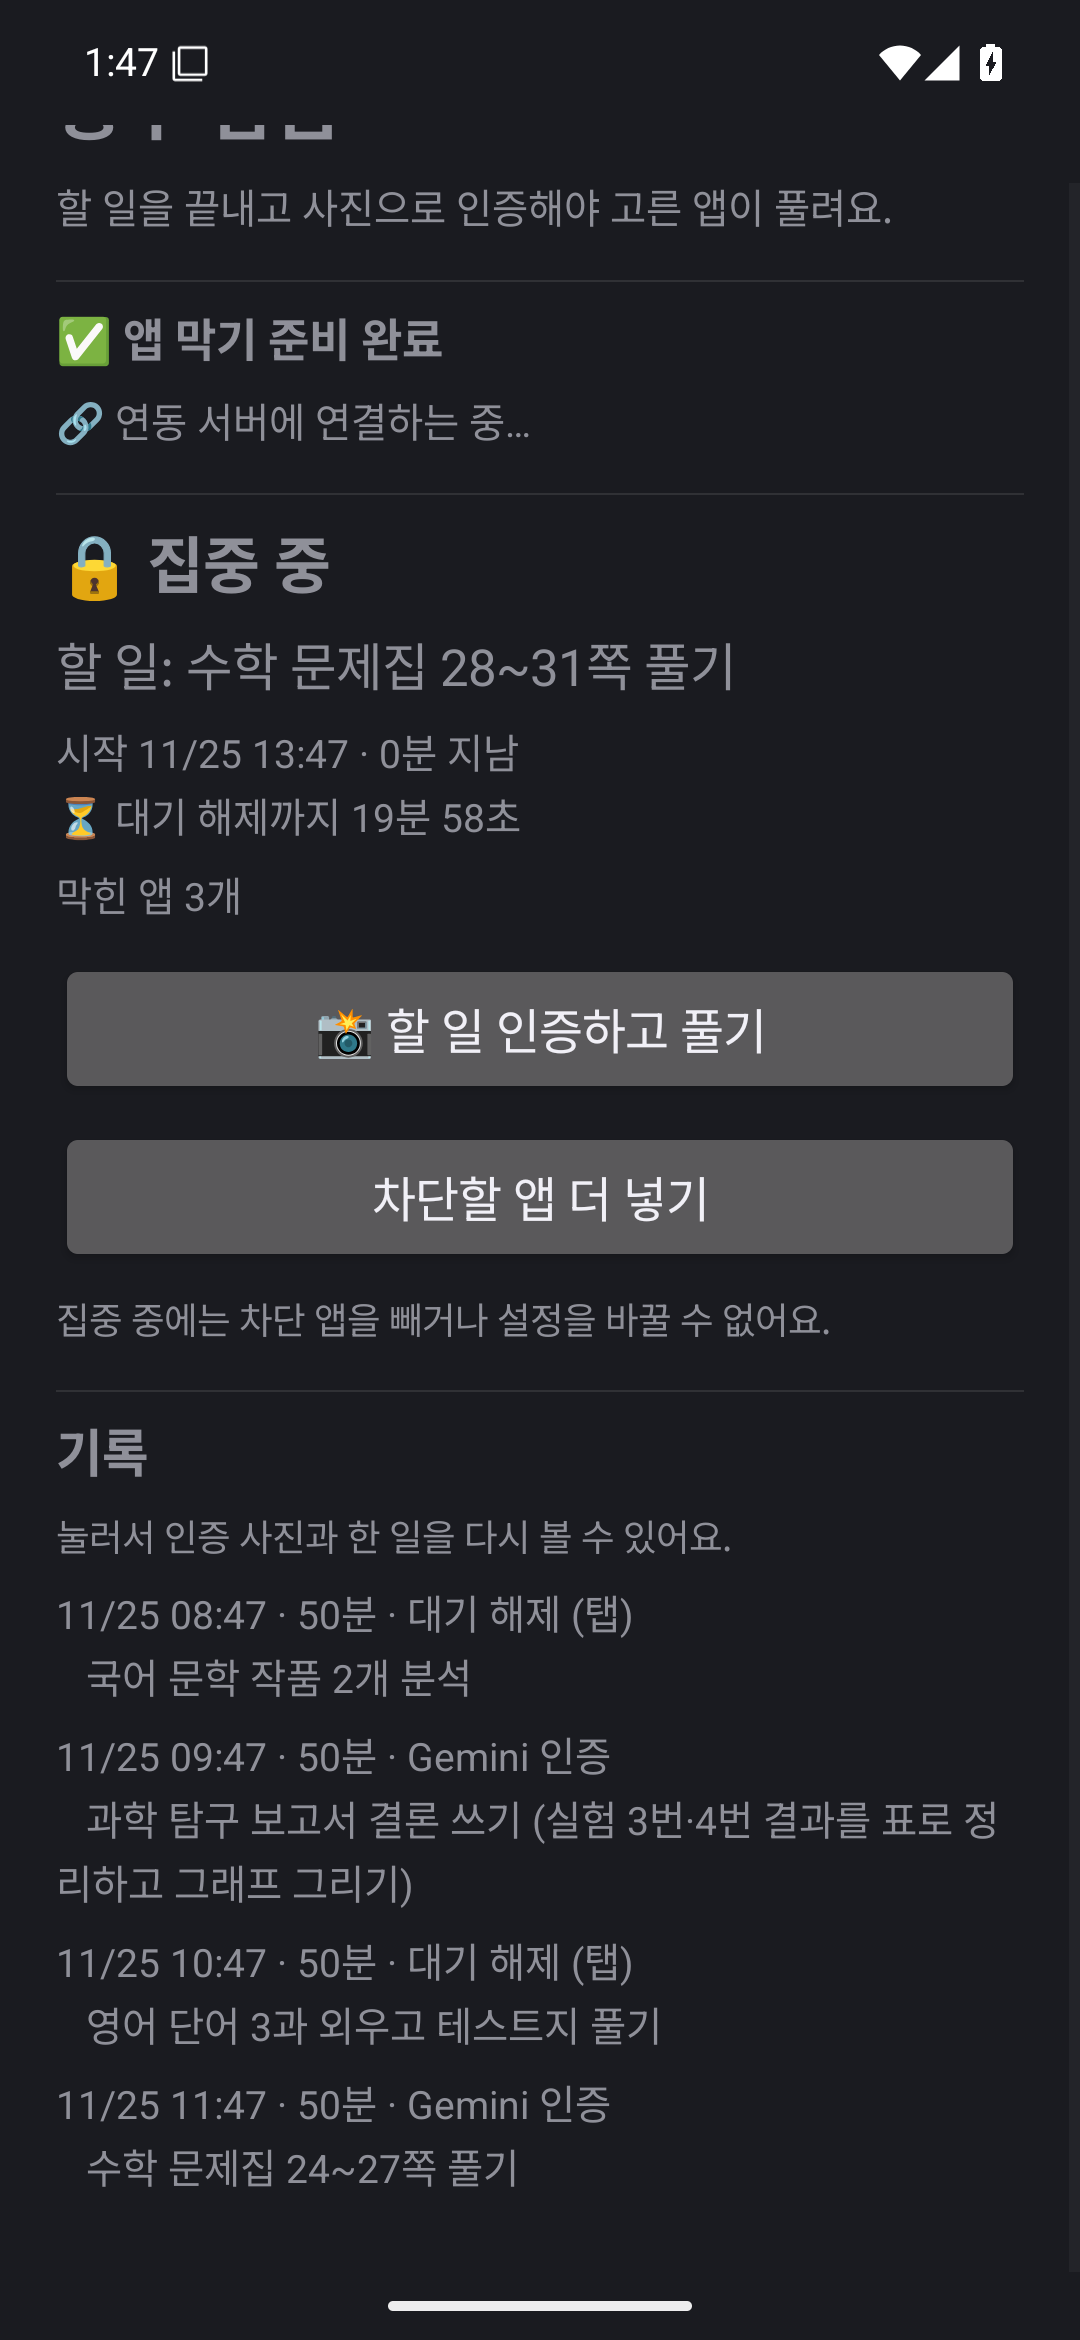 1:47
할 일을 끝내고 사진으로 인증해야 고른 앱이 풀려요.
✅ 앱 막기 준비 완료
🔗 연동 서버에 연결하는 중…
🔒 집중 중
할 일: 수학 문제집 28~31쪽 풀기
시작 11/25 13:47 · 0분 지남
⏳ 대기 해제까지 19분 58초
막힌 앱 3개
📸 할 일 인증하고 풀기
차단할 앱 더 넣기
집중 중에는 차단 앱을 빼거나 설정을 바꿀 수 없어요.
기록
눌러서 인증 사진과 한 일을 다시 볼 수 있어요.
11/25 08:47 · 50분 · 대기 해제 (탭)
국어 문학 작품 2개 분석
11/25 09:47 · 50분 · Gemini 인증
과학 탐구 보고서 결론 쓰기 (실험 3번·4번 결과를 표로 정
리하고 그래프 그리기)
11/25 10:47 · 50분 · 대기 해제 (탭)
영어 단어 3과 외우고 테스트지 풀기
11/25 11:47 · 50분 · Gemini 인증
수학 문제집 24~27쪽 풀기